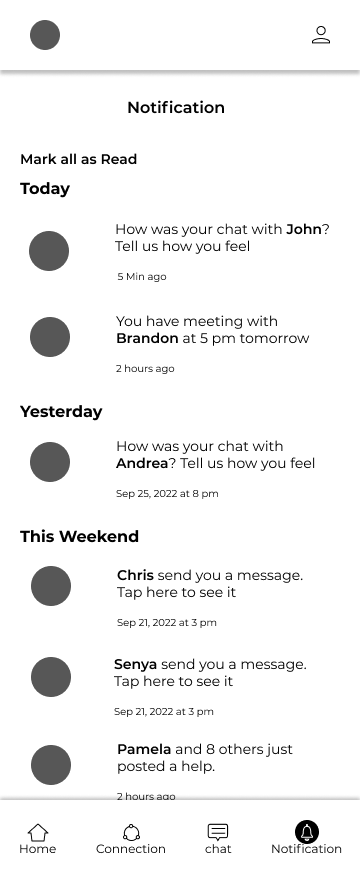 Notification
Mark all as Read
Today
How was your chat with John?
Tell us how you feel
5 Min ago
You have meeting with
Brandon at 5 pm tomorrow
2 hours ago
Yesterday
How was your chat with
Andrea? Tell us how you feel
Sep 25, 2022 at 8 pm
This Weekend
Chris send you a message.
Tap here to see it
Sep 21, 2022 at 3 pm
Senya send you a message.
Tap here to see it
Sep 21, 2022 at 3 pm
Pamela and 8 others just
posted a help.
2 hours ago
Home
Connection
chat
Notification